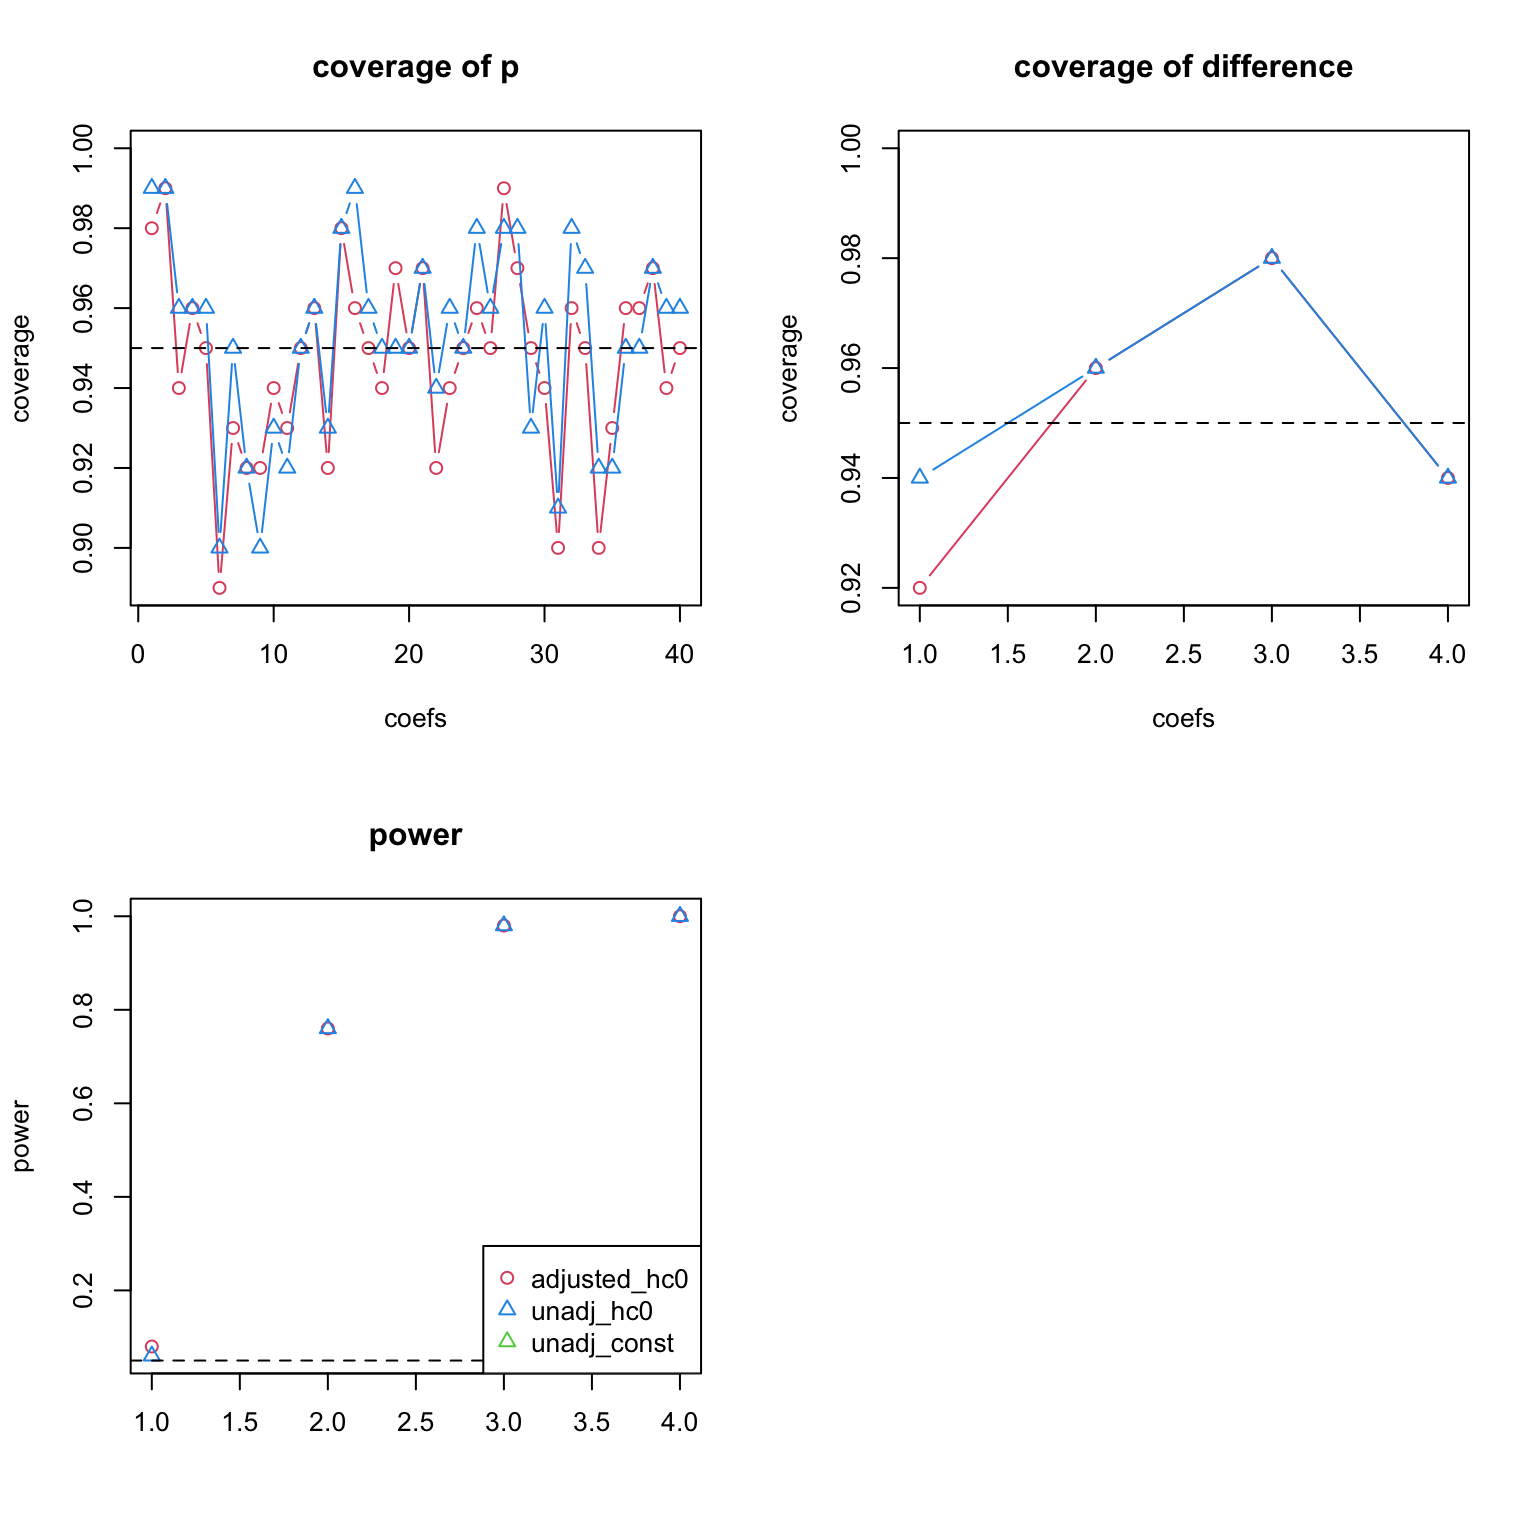 coverage of p
coverage
1.00
0.98
0.96
0.94
0.92
0.90
0 10 20 30 40
coefs
coverage of difference
coverage
1.00
0.98
0.96
0.94
0.92
1.0 1.5 2.0 2.5 3.0 3.5 4.0
coefs
power
power
1.0
0.8
0.6
0.4
0.2
adjusted_hc0
unadj_hc0
unadj_const
1.0 1.5 2.0 2.5 3.0 3.5 4.0